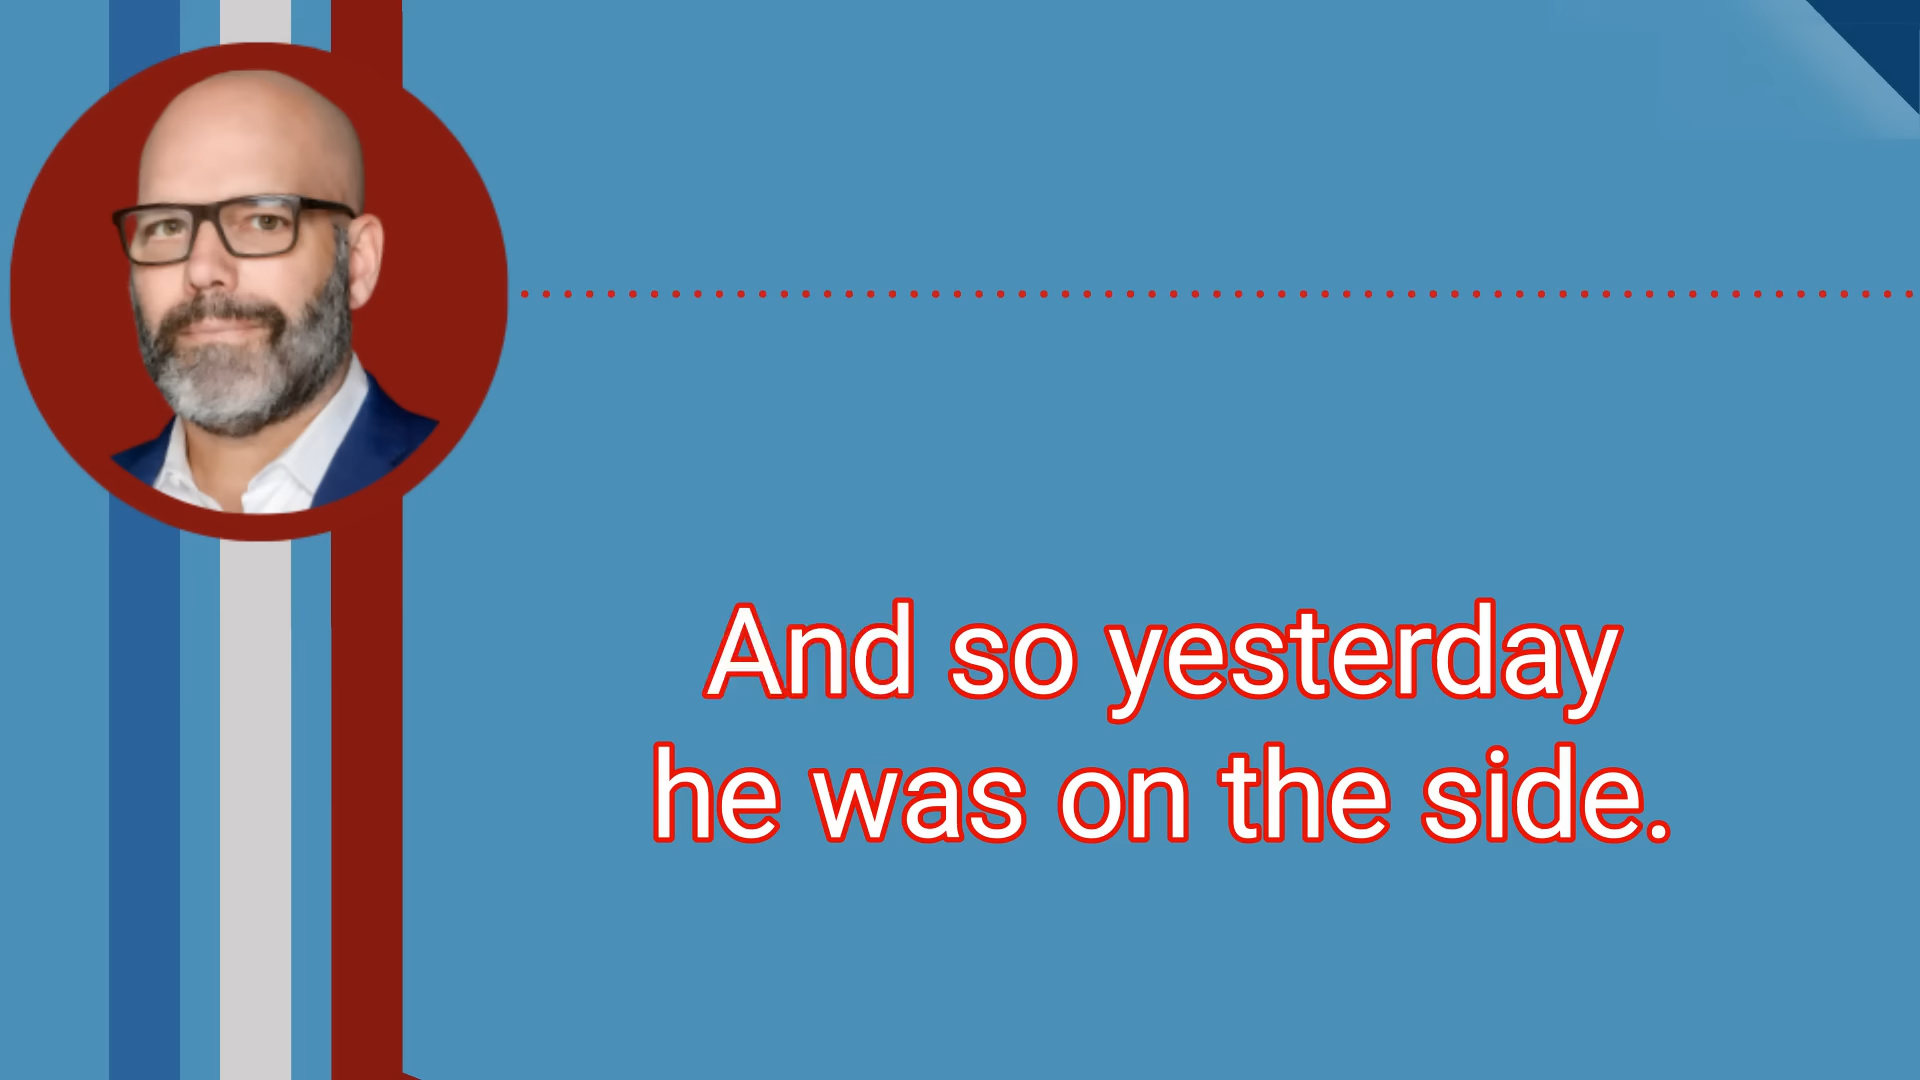 And so yesterday
he was on the side.